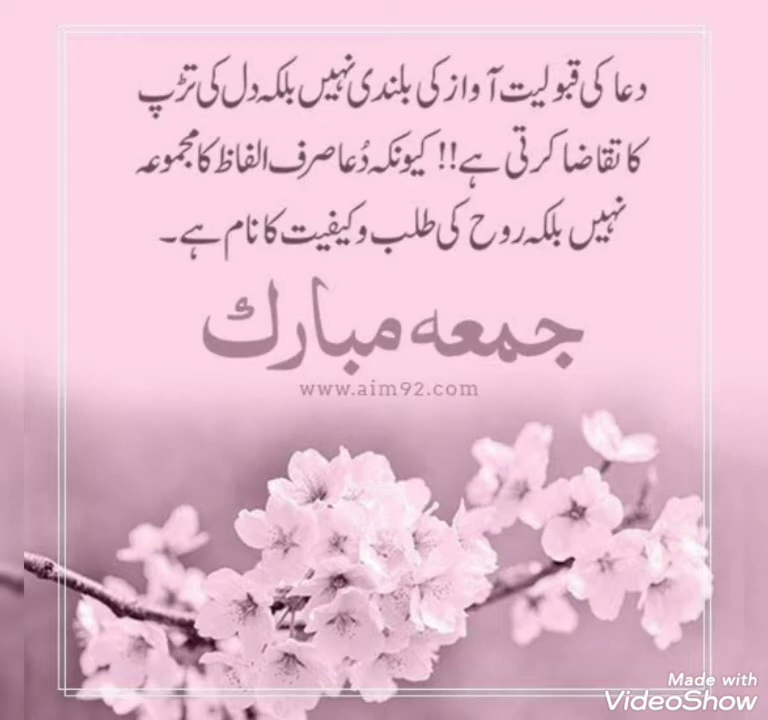 دعا کی قبولیت آواز کی بلندی نہیں بلکہ دل کی تڑپ
کا تقاضا کرتی ہے!! کیونکہ دُعا صرف الفاظ کا مجموعہ
نہیں بلکہ روح کی طلب و کیفیت کا نام ہے۔
جمعہ مبارک
www.aim92.com
Made with
VideoShow